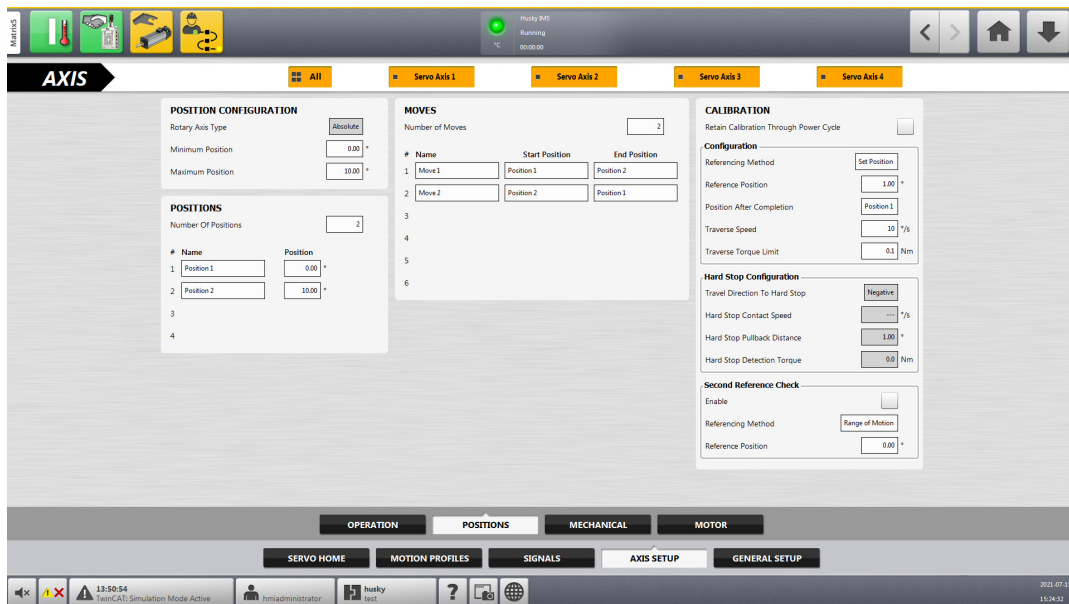 Matrix5
Husky IMS
Running
°C 00:00:00
AXIS
All
Servo Axis 1
Servo Axis 2
Servo Axis 3
Servo Axis 4
POSITION CONFIGURATION
Rotary Axis Type Absolute
Minimum Position 0.00 °
Maximum Position 10.00 °
POSITIONS
Number Of Positions 2
# Name Position
1 Position 1 0.00 °
2 Position 2 10.00 °
3
4
MOVES
Number of Moves 2
# Name Start Position End Position
1 Move 1 Position 1 Position 2
2 Move 2 Position 2 Position 1
3
4
5
6
CALIBRATION
Retain Calibration Through Power Cycle
Configuration
Referencing Method Set Position
Reference Position 1.00 °
Position After Completion Position 1
Traverse Speed 10 °/s
Traverse Torque Limit 0.1 Nm
Hard Stop Configuration
Travel Direction To Hard Stop Negative
Hard Stop Contact Speed --- °/s
Hard Stop Pullback Distance 1.00 °
Hard Stop Detection Torque 0.0 Nm
Second Reference Check
Enable
Referencing Method Range of Motion
Reference Position 0.00 °
OPERATION POSITIONS MECHANICAL MOTOR
SERVO HOME MOTION PROFILES SIGNALS AXIS SETUP GENERAL SETUP
13:50:54
TwinCAT: Simulation Mode Active
hmiadministrator
husky
test
?
15:24:32